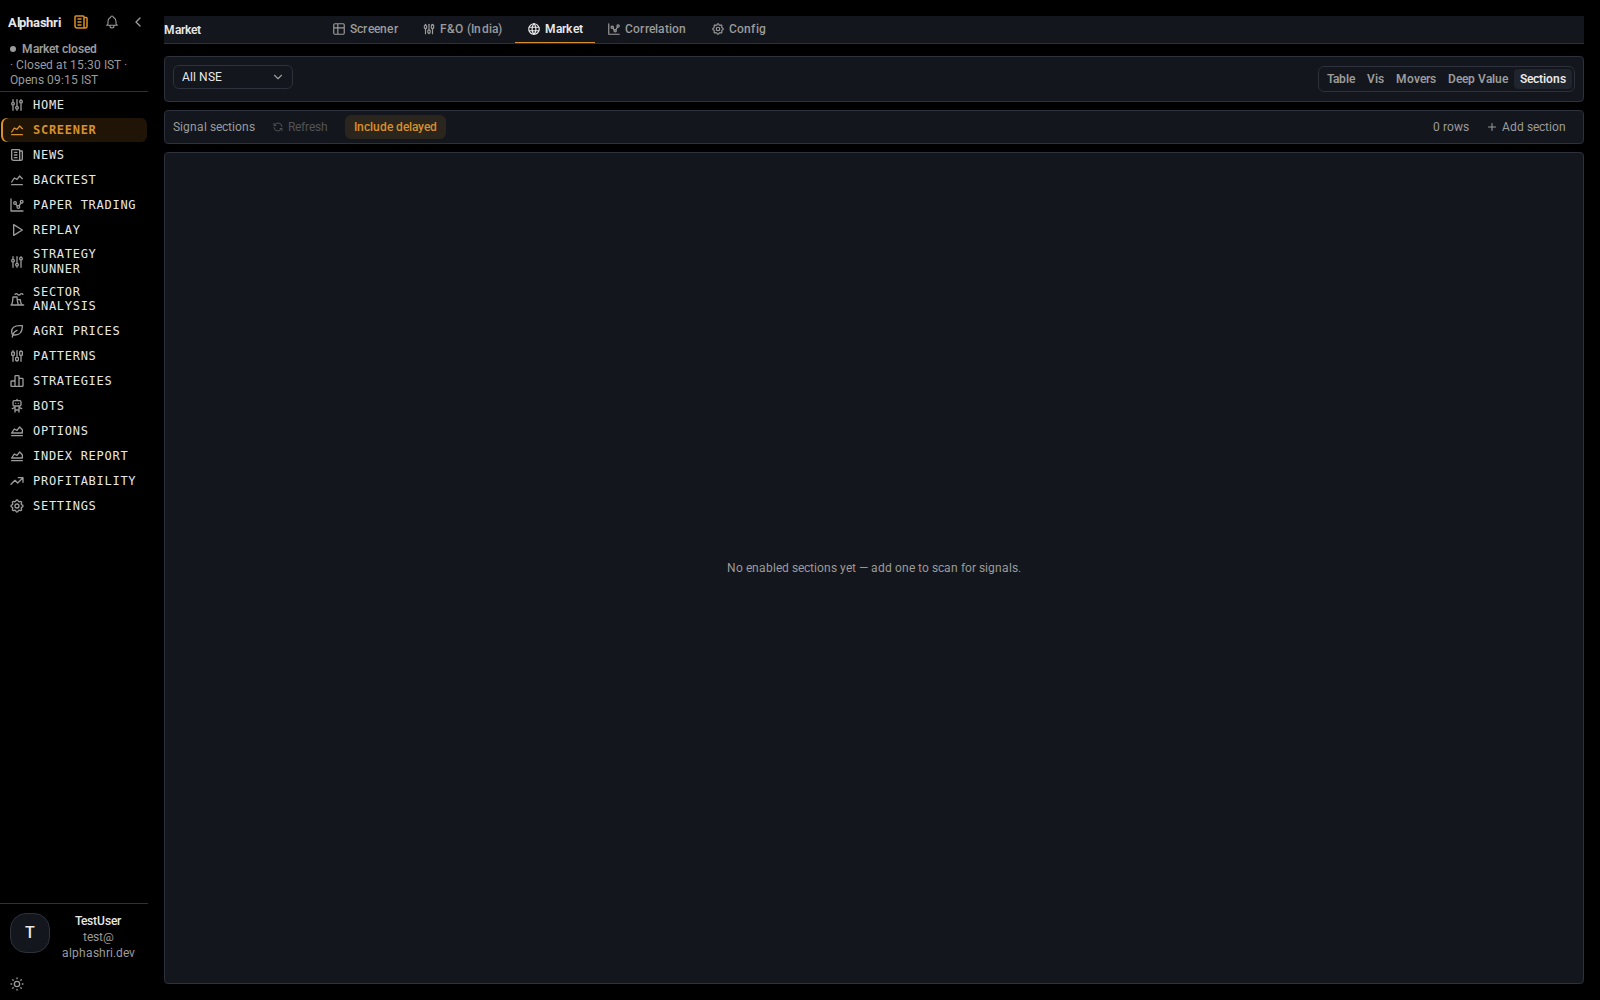 Alphashri
Market closed
· Closed at 15:30 IST ·
Opens 09:15 IST
HOME
SCREENER
NEWS
BACKTEST
PAPER TRADING
REPLAY
STRATEGY
RUNNER
SECTOR
ANALYSIS
AGRI PRICES
PATTERNS
STRATEGIES
BOTS
OPTIONS
INDEX REPORT
PROFITABILITY
SETTINGS
T
TestUser
test@
alphashri.dev
Market
Screener F&O (India) Market Correlation Config
All NSE
Table Vis Movers Deep Value Sections
Signal sections Refresh Include delayed 0 rows + Add section
No enabled sections yet — add one to scan for signals.